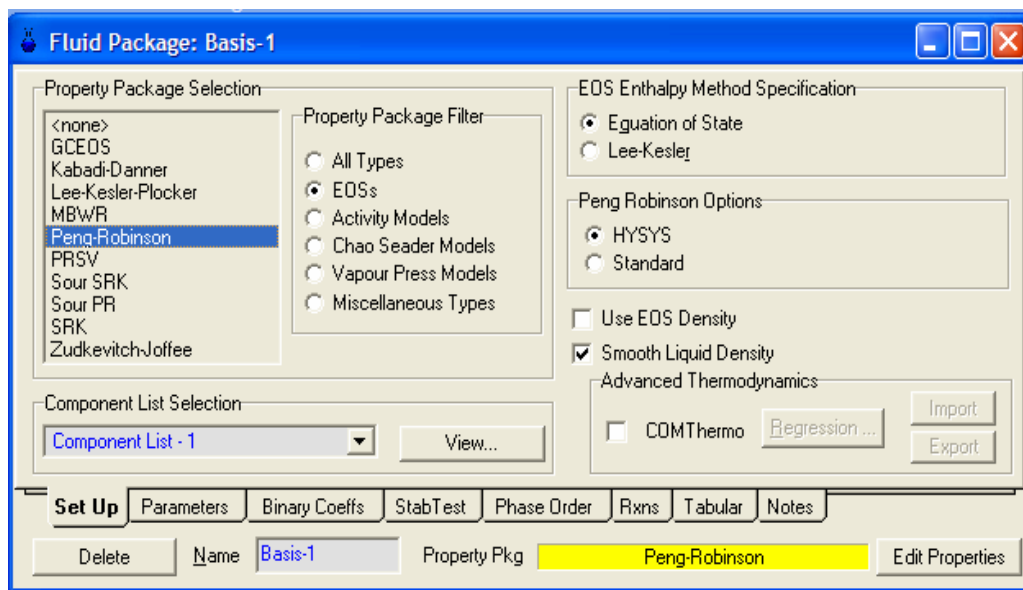 Fluid Package: Basis-1
Property Package Selection
<none>
GCEOS
Kabadi-Danner
Lee-Kesler-Plocker
MBWR
Peng-Robinson
PRSV
Sour SRK
Sour PR
SRK
Zudkevitch-Joffee
Property Package Filter
All Types
EOSs
Activity Models
Chao Seader Models
Vapour Press Models
Miscellaneous Types
Component List Selection
Component List - 1
View...
EOS Enthalpy Method Specification
Equation of State
Lee-Kesler
Peng Robinson Options
HYSYS
Standard
Use EOS Density
Smooth Liquid Density
Advanced Thermodynamics
COMThermo
Regression ...
Import
Export
Set Up Parameters Binary Coeffs StabTest Phase Order Rxns Tabular Notes
Delete Name Basis-1 Property Pkg Peng-Robinson Edit Properties